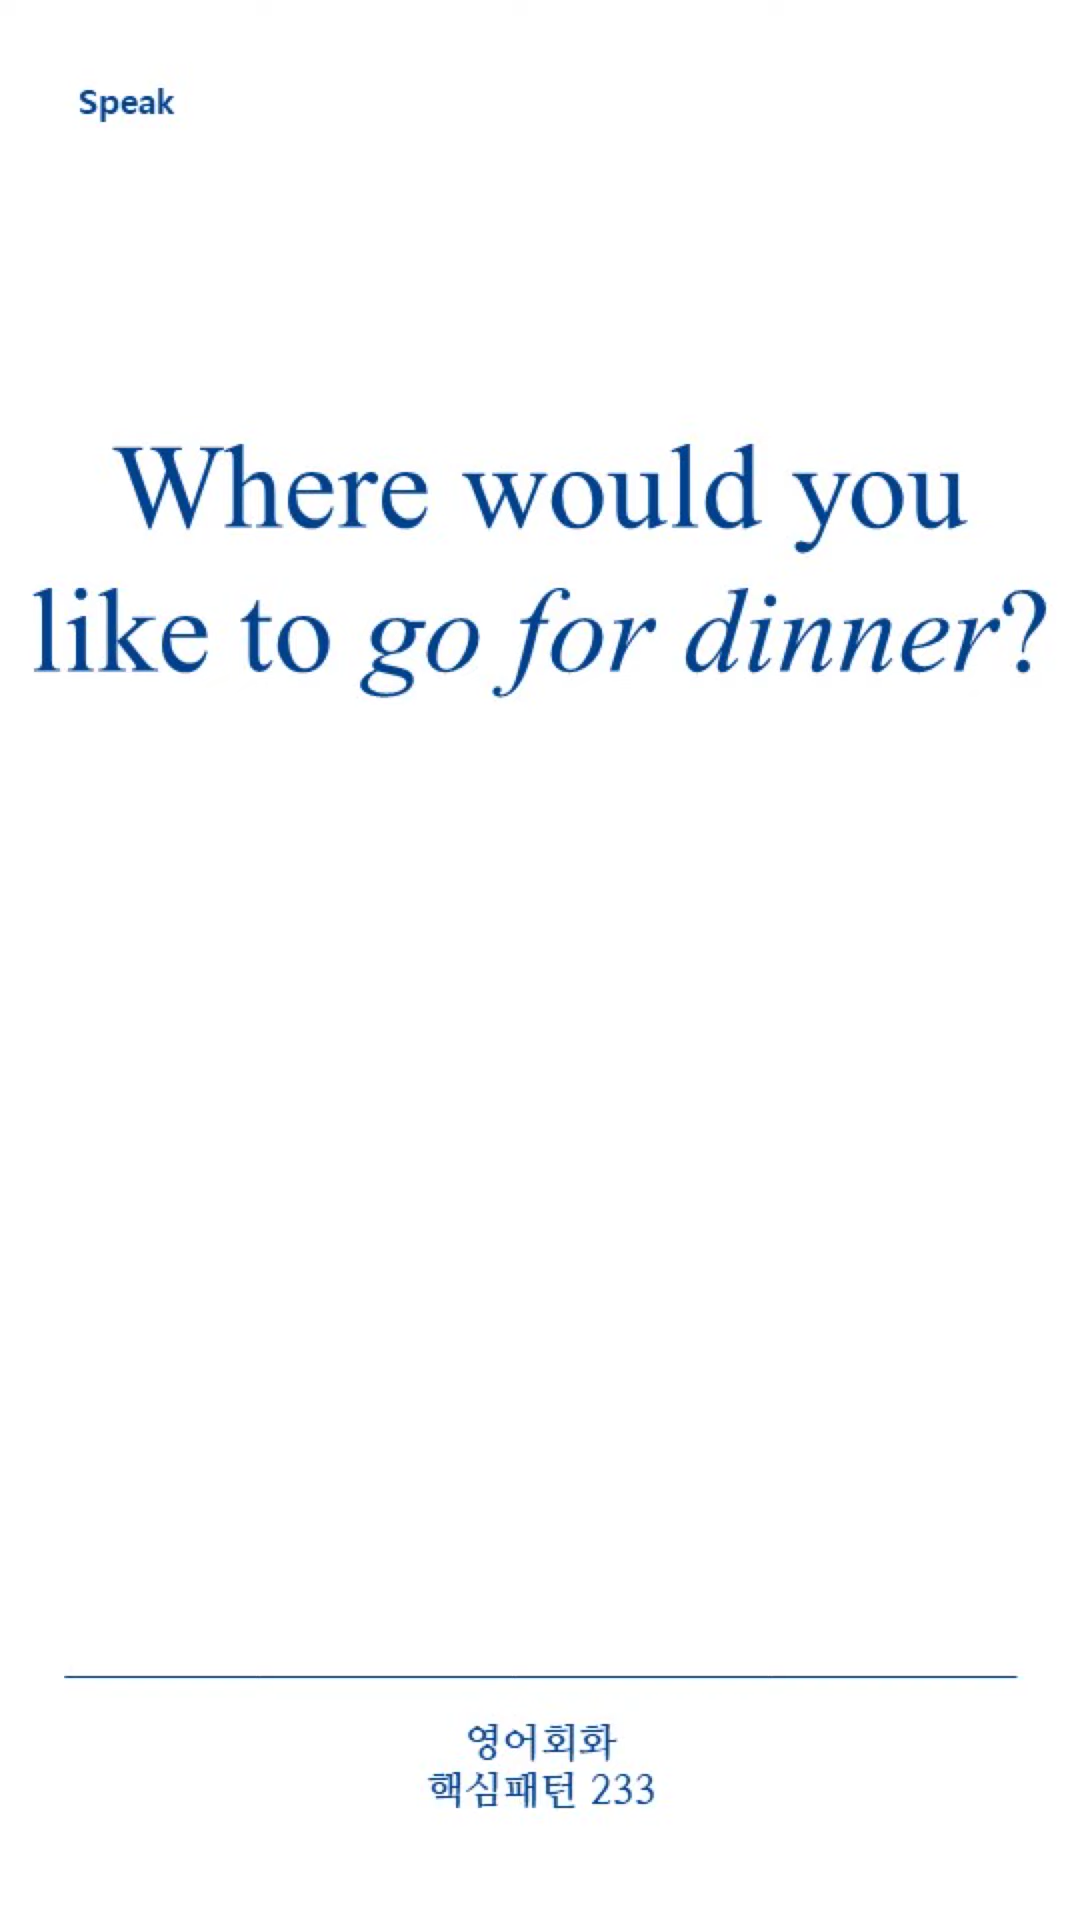 Speak
Where would you
like to go for dinner?
영어회화
핵심패턴 233